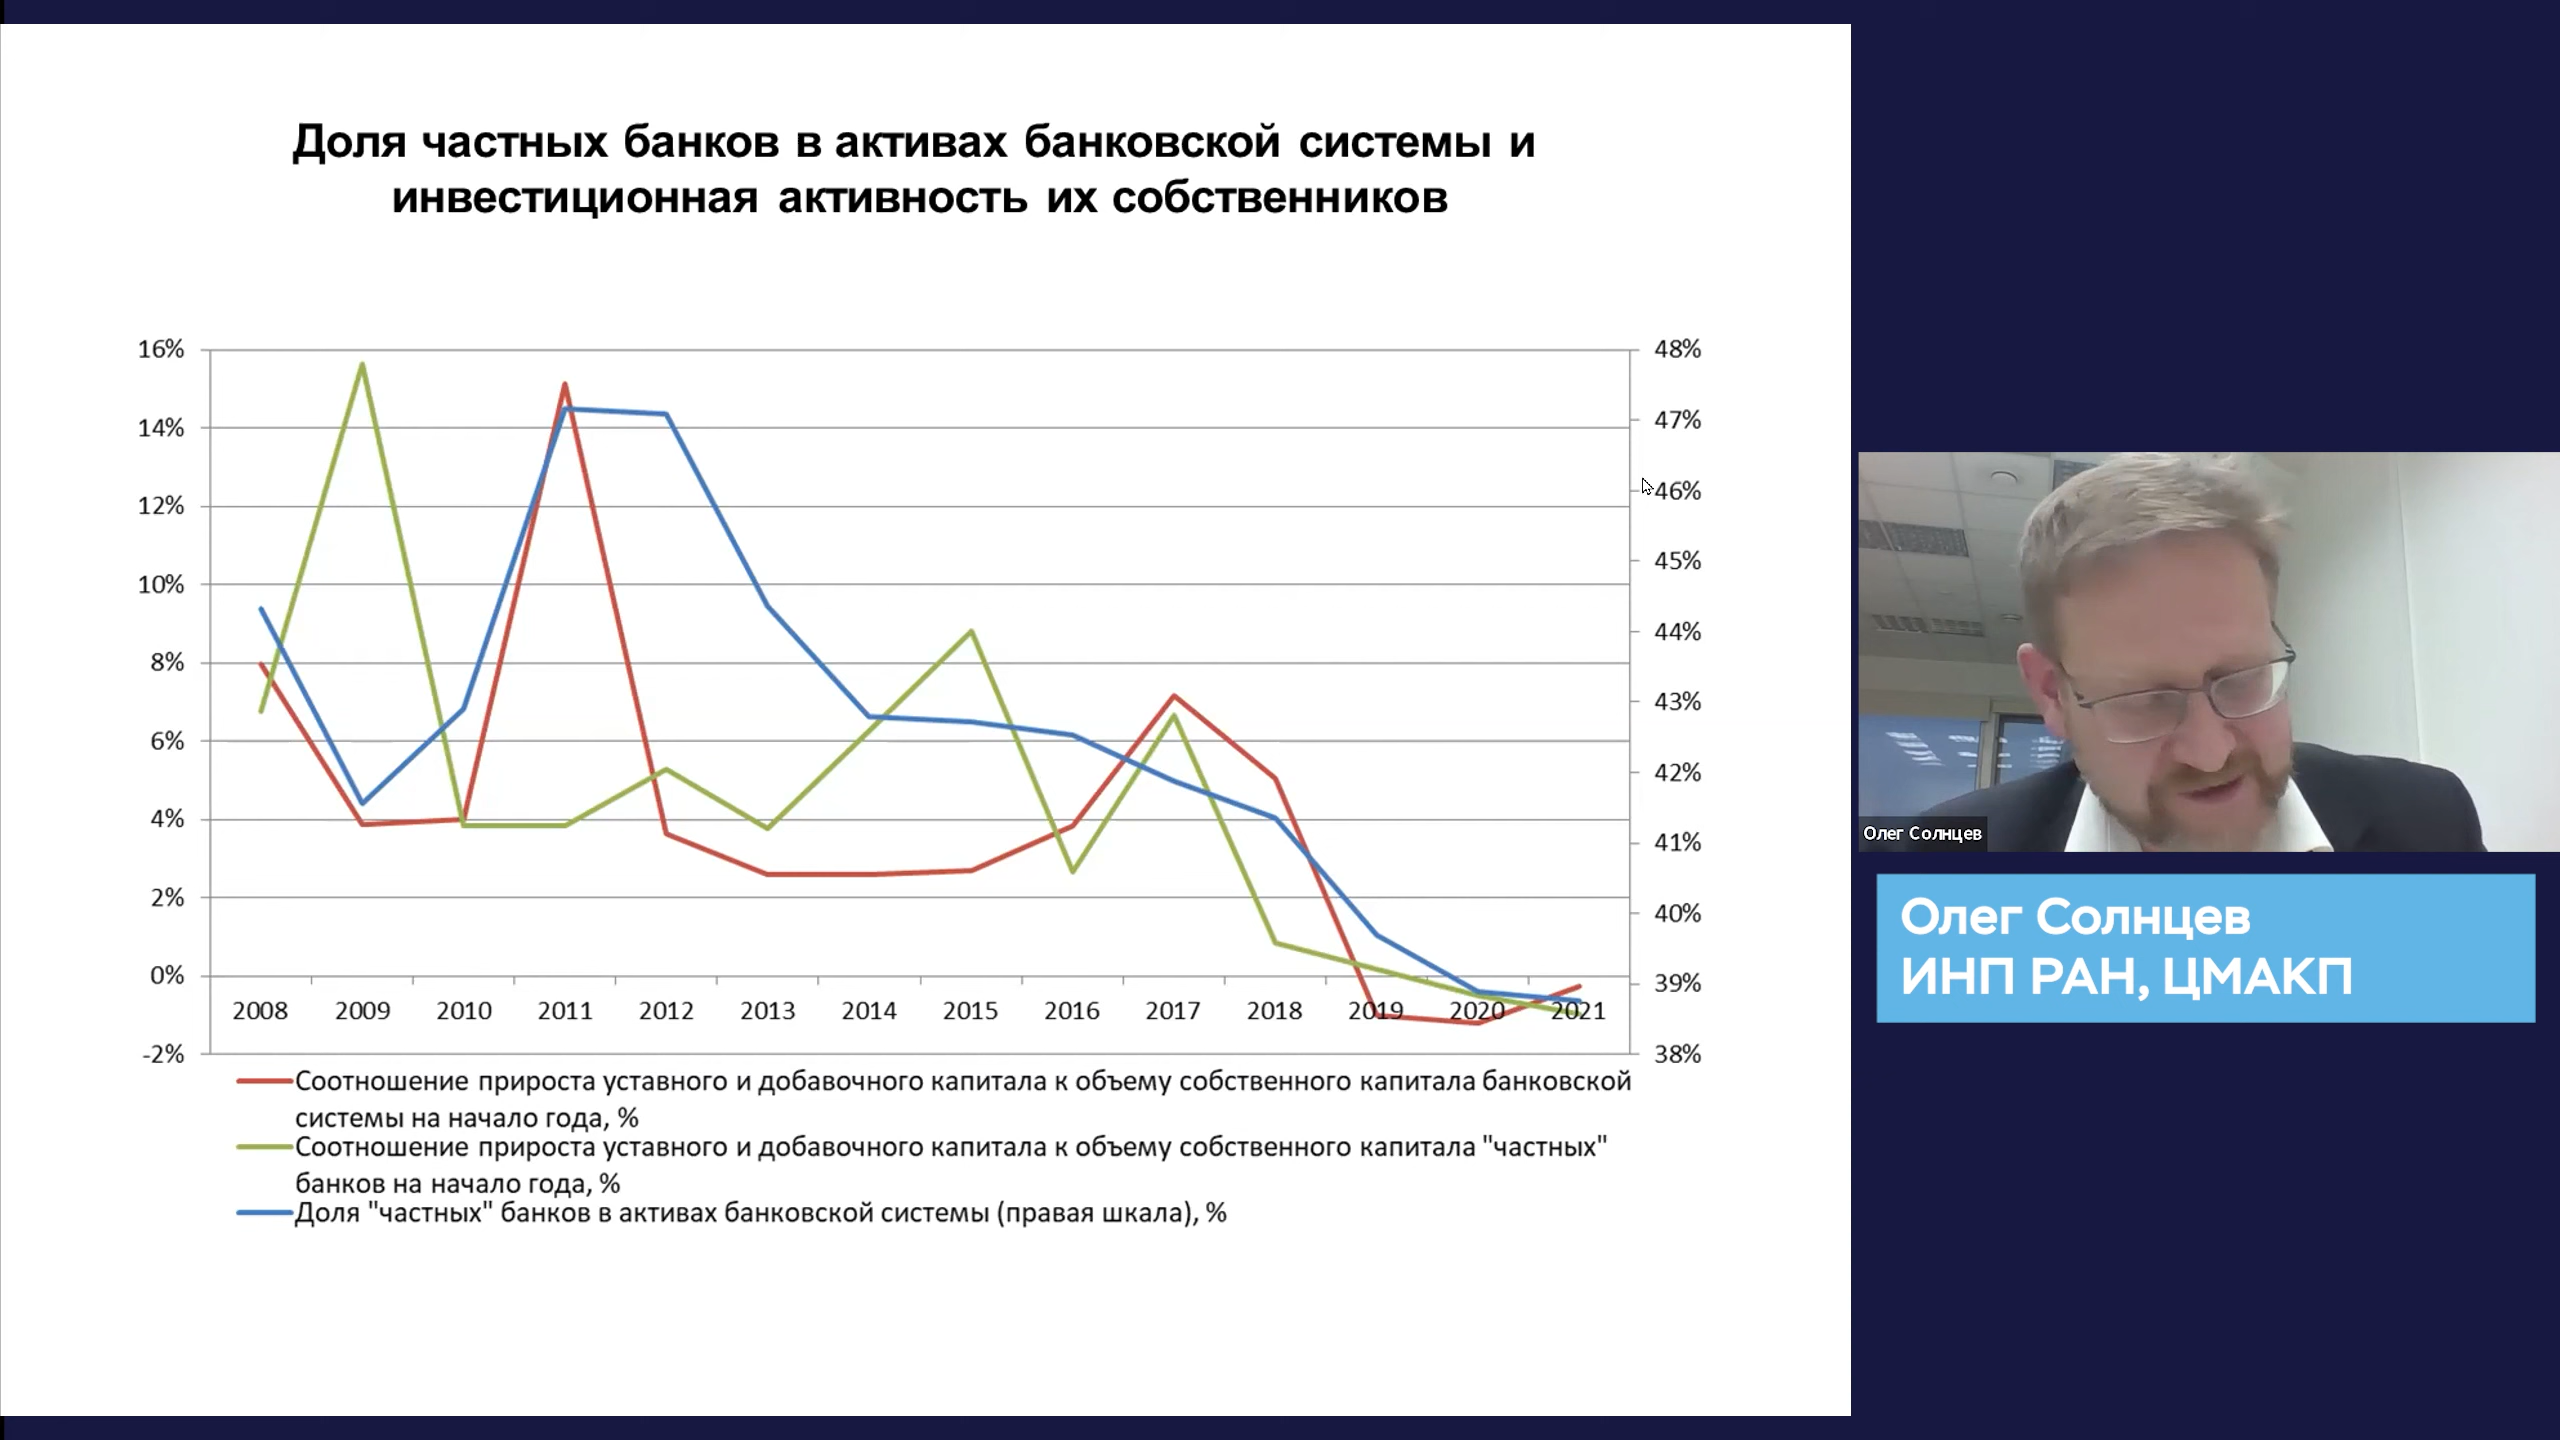 Доля частных банков в активах банковской системы и
инвестиционная активность их собственников
16%
14%
12%
10%
8%
6%
4%
2%
0%
-2%
48%
47%
46%
45%
44%
43%
42%
41%
40%
39%
38%
2008 2009 2010 2011 2012 2013 2014 2015 2016 2017 2018 2019 2020 2021
Соотношение прироста уставного и добавочного капитала к объему собственного капитала банковской
системы на начало года, %
Соотношение прироста уставного и добавочного капитала к объему собственного капитала "частных"
банков на начало года, %
Доля "частных" банков в активах банковской системы (правая шкала), %
Олег Солнцев
Олег Солнцев
ИНП РАН, ЦМАКП